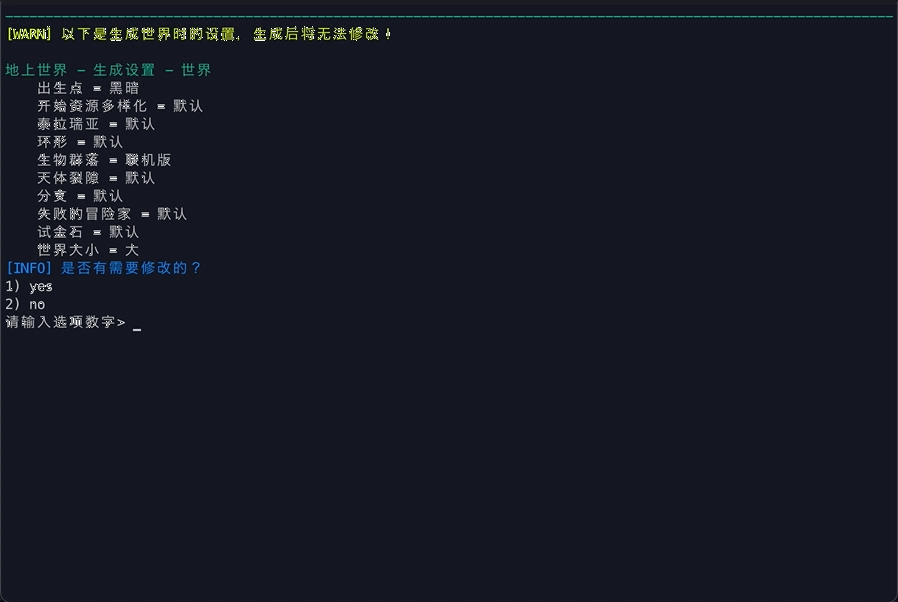 [WARN] 以下是生成世界时的设置，生成后将无法修改！
地上世界 - 生成设置 - 世界
出生点 = 黑暗
开始资源多样化 = 默认
泰拉瑞亚 = 默认
环形 = 默认
生物群落 = 联机版
天体裂隙 = 默认
分支 = 默认
失败的冒险家 = 默认
试金石 = 默认
世界大小 = 大
[INFO] 是否有需要修改的？
1) yes
2) no
请输入选项数字> _